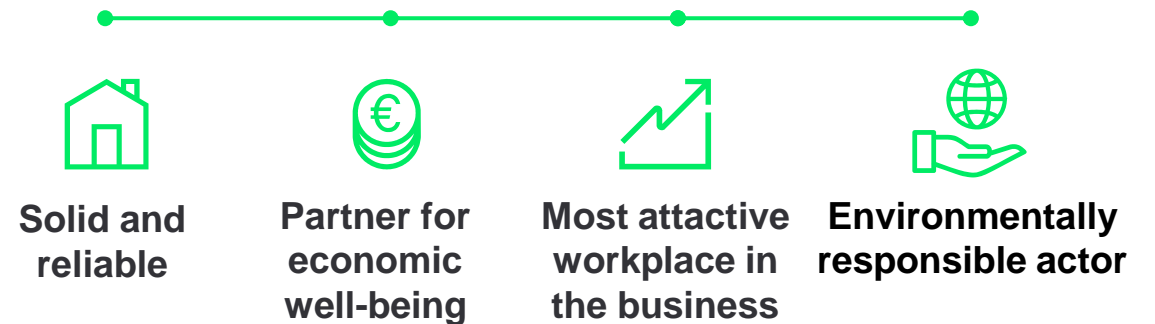 €
Solid and
reliable
Partner for
economic
well-being
Most attactive
workplace in
the business
Environmentally
responsible actor